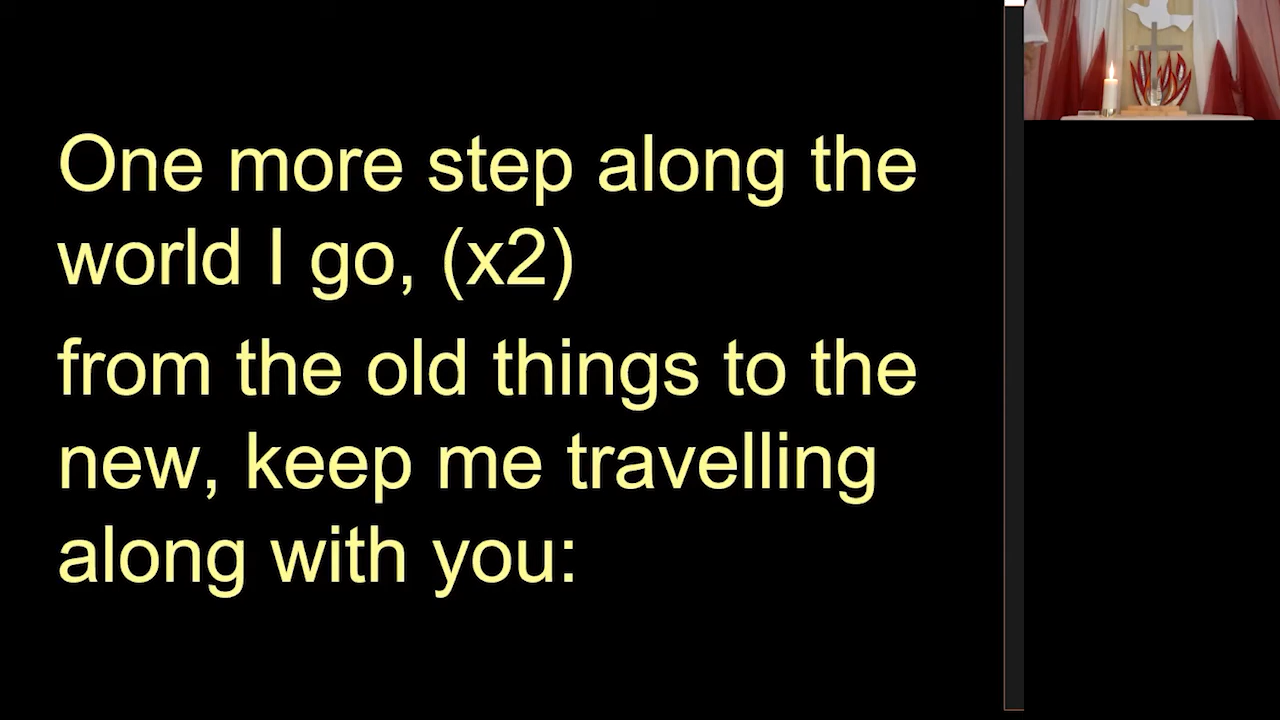 One more step along the
world I go, (x2)
from the old things to the
new, keep me travelling
along with you: